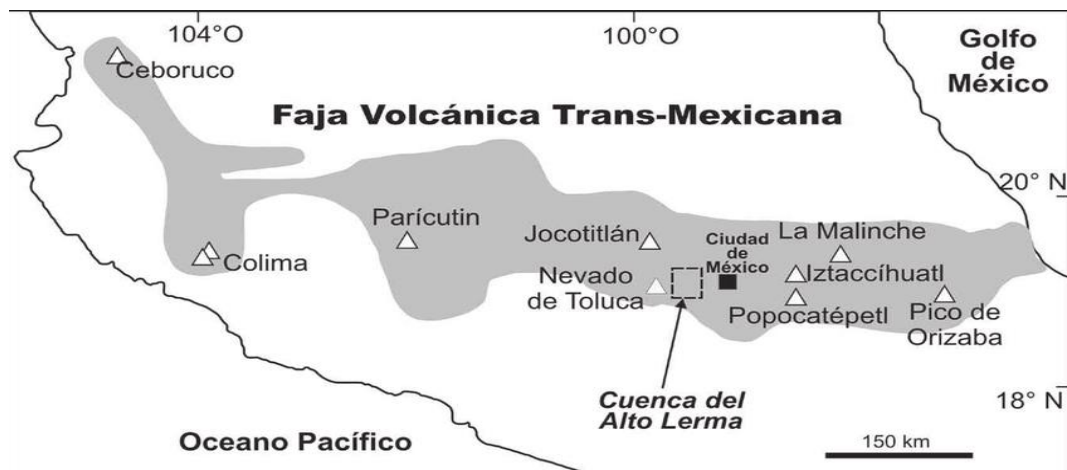 104°O
100°O
Golfo
de
México
Ceboruco
Faja Volcánica Trans-Mexicana
20° N
Parícutin
Jocotitlán
Ciudad
de
México
La Malinche
Colima
Nevado
de Toluca
Iztaccíhuatl
Popocatépetl
Pico de
Orizaba
Cuenca del
Alto Lerma
18° N
Oceano Pacífico
150 km